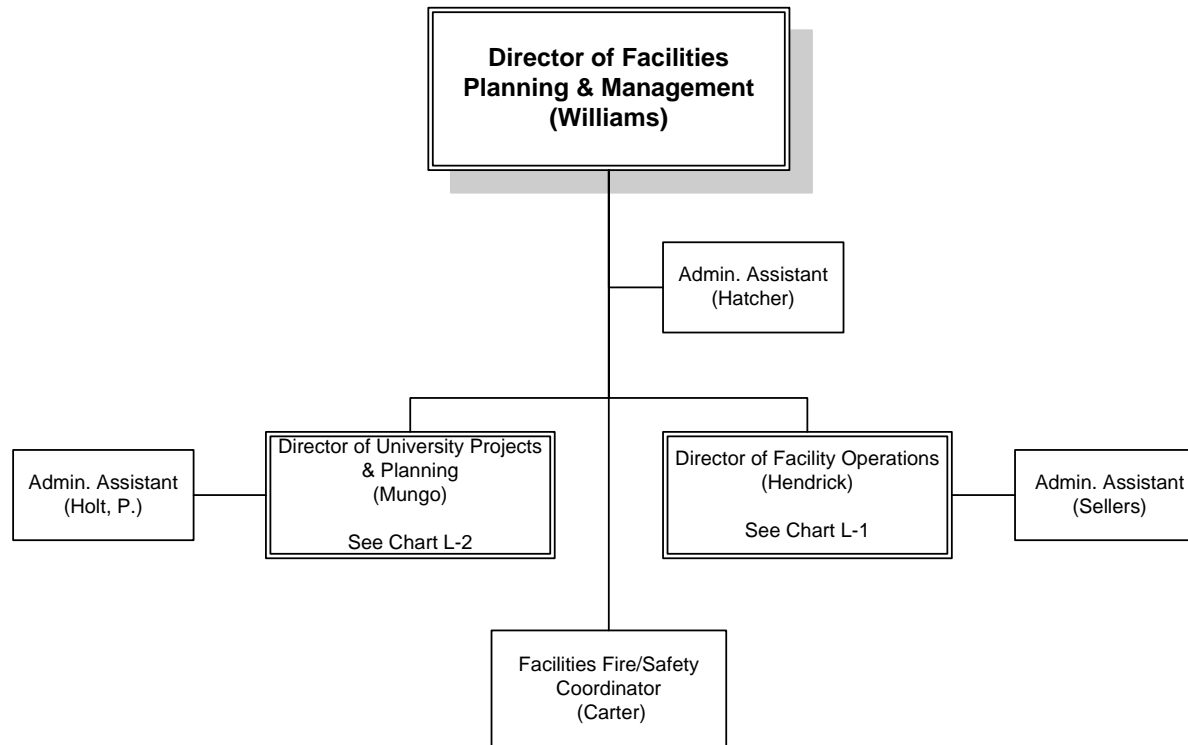 Director of Facilities
Planning & Management
(Williams)
Admin. Assistant
(Hatcher)
Director of University Projects
& Planning
(Mungo)
See Chart L-2
Admin. Assistant
(Holt, P.)
Director of Facility Operations
(Hendrick)
See Chart L-1
Admin. Assistant
(Sellers)
Facilities Fire/Safety
Coordinator
(Carter)